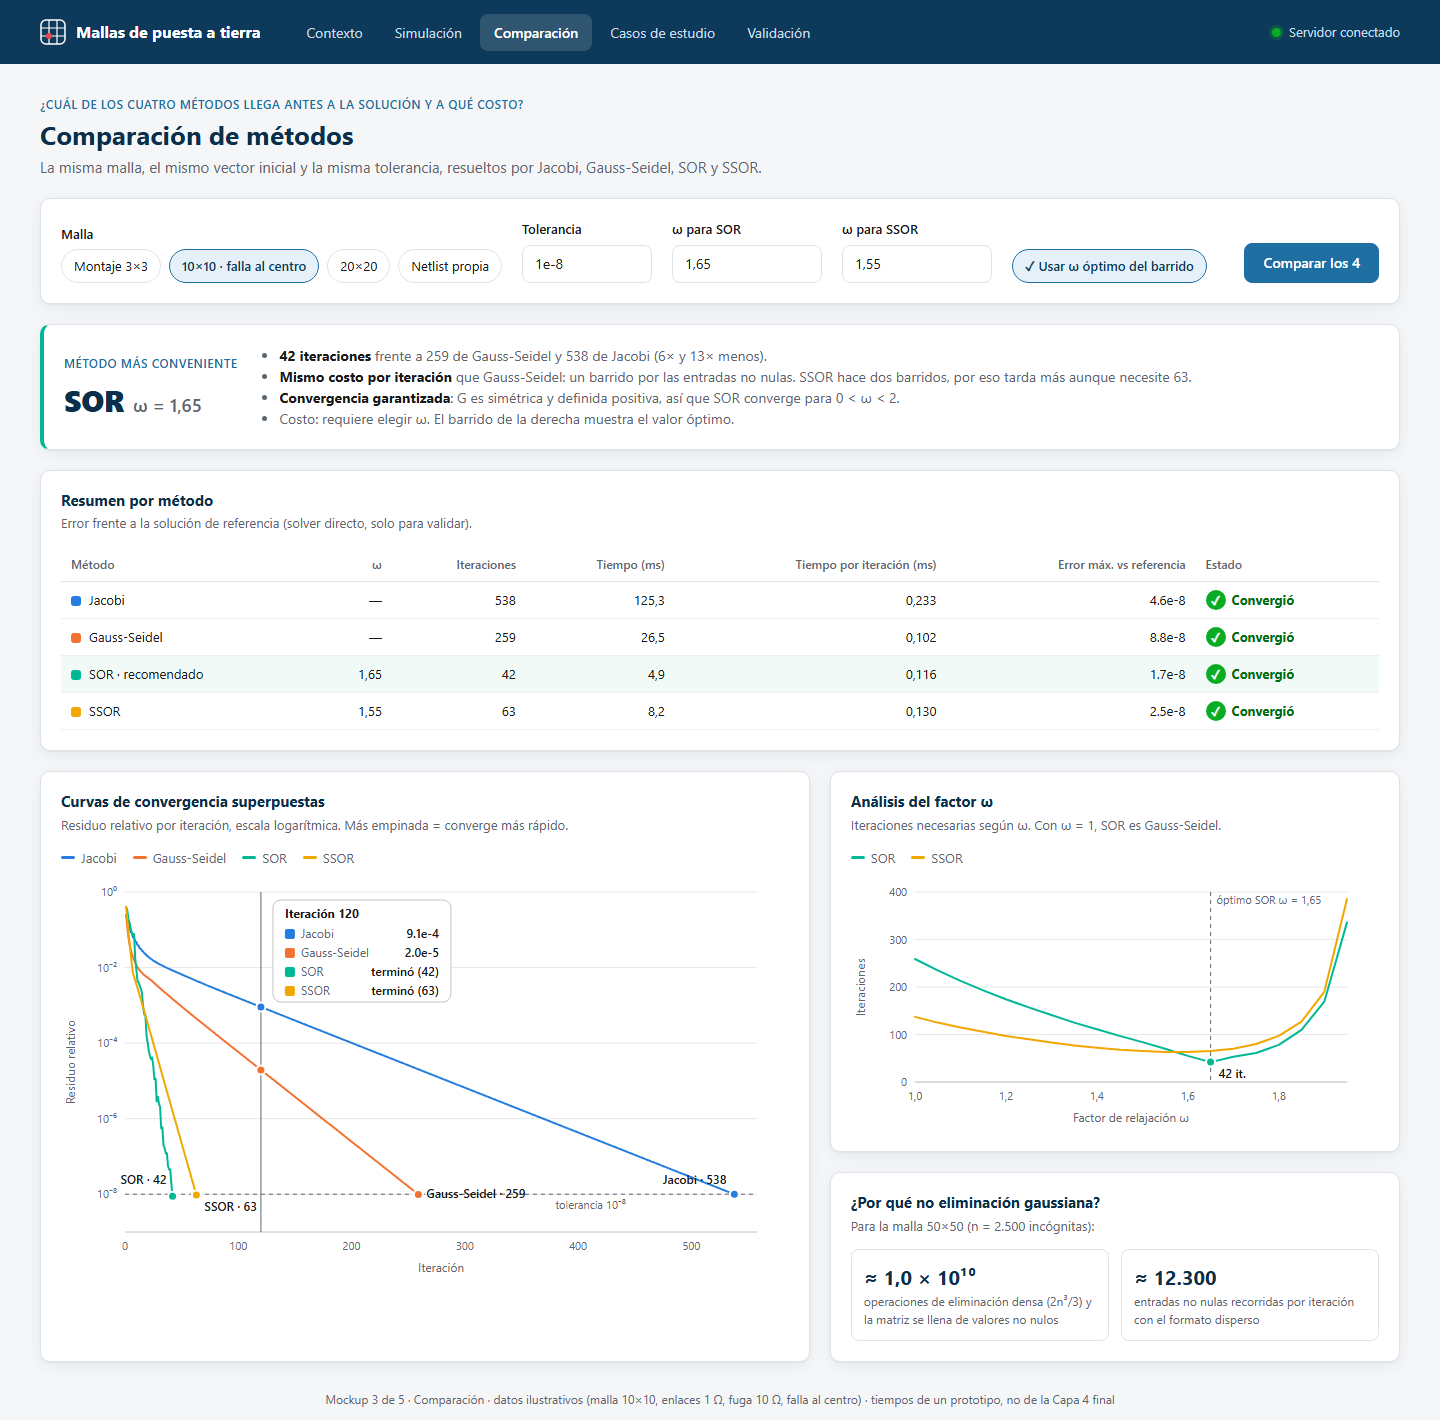 Mallas de puesta a tierra
Contexto
Simulación
Comparación
Casos de estudio
Validación
Servidor conectado
¿CUÁL DE LOS CUATRO MÉTODOS LLEGA ANTES A LA SOLUCIÓN Y A QUÉ COSTO?
Comparación de métodos
La misma malla, el mismo vector inicial y la misma tolerancia, resueltos por Jacobi, Gauss-Seidel, SOR y SSOR.
Malla
Montaje 3×3
10×10 · falla al centro
20×20
Netlist propia
Tolerancia
1e-8
ω para SOR
1,65
ω para SSOR
1,55
✓ Usar ω óptimo del barrido
Comparar los 4
MÉTODO MÁS CONVENIENTE
SOR ω = 1,65
• 42 iteraciones frente a 259 de Gauss-Seidel y 538 de Jacobi (6× y 13× menos).
• Mismo costo por iteración que Gauss-Seidel: un barrido por las entradas no nulas. SSOR hace dos barridos, por eso tarda más aunque necesite 63.
• Convergencia garantizada: G es simétrica y definida positiva, así que SOR converge para 0 < ω < 2.
• Costo: requiere elegir ω. El barrido de la derecha muestra el valor óptimo.
Resumen por método
Error frente a la solución de referencia (solver directo, solo para validar).
Método ω Iteraciones Tiempo (ms) Tiempo por iteración (ms) Error máx. vs referencia Estado
Jacobi — 538 125,3 0,233 4.6e-8 ✓ Convergió
Gauss-Seidel — 259 26,5 0,102 8.8e-8 ✓ Convergió
SOR · recomendado 1,65 42 4,9 0,116 1.7e-8 ✓ Convergió
SSOR 1,55 63 8,2 0,130 2.5e-8 ✓ Convergió
Curvas de convergencia superpuestas
Residuo relativo por iteración, escala logarítmica. Más empinada = converge más rápido.
Jacobi Gauss-Seidel SOR SSOR
10⁰
10⁻²
10⁻⁴
10⁻⁶
10⁻⁸
Residuo relativo
Iteración 120
Jacobi 9.1e-4
Gauss-Seidel 2.0e-5
SOR terminó (42)
SSOR terminó (63)
SOR · 42
SSOR · 63
Gauss-Seidel · 259
Jacobi · 538
tolerancia 10⁻⁸
0 100 200 300 400 500
Iteración
Análisis del factor ω
Iteraciones necesarias según ω. Con ω = 1, SOR es Gauss-Seidel.
SOR SSOR
400
300
200
100
0
Iteraciones
óptimo SOR ω = 1,65
42 it.
1,0 1,2 1,4 1,6 1,8
Factor de relajación ω
¿Por qué no eliminación gaussiana?
Para la malla 50×50 (n = 2.500 incógnitas):
≈ 1,0 × 10¹⁰
operaciones de eliminación densa (2n³/3) y
la matriz se llena de valores no nulos
≈ 12.300
entradas no nulas recorridas por iteración
con el formato disperso
Mockup 3 de 5 · Comparación · datos ilustrativos (malla 10×10, enlaces 1 Ω, fuga 10 Ω, falla al centro) · tiempos de un prototipo, no de la Capa 4 final